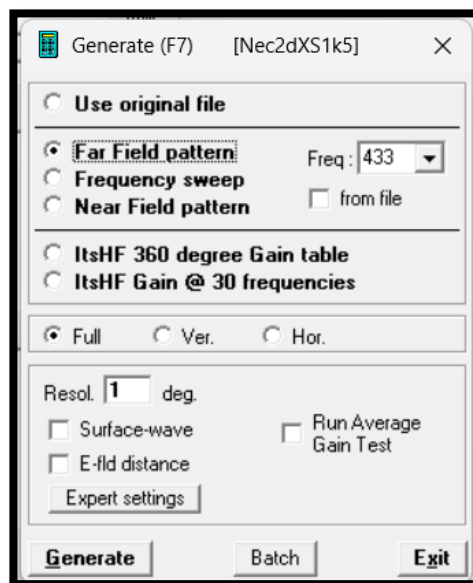 Generate (F7) [Nec2dXS1k5]
Use original file
Far Field pattern
Freq : 433
Frequency sweep
from file
Near Field pattern
ItsHF 360 degree Gain table
ItsHF Gain @ 30 frequencies
Full Ver. Hor.
Resol. 1 deg.
Surface-wave
Run Average
Gain Test
E-fld distance
Expert settings
Generate Batch Exit